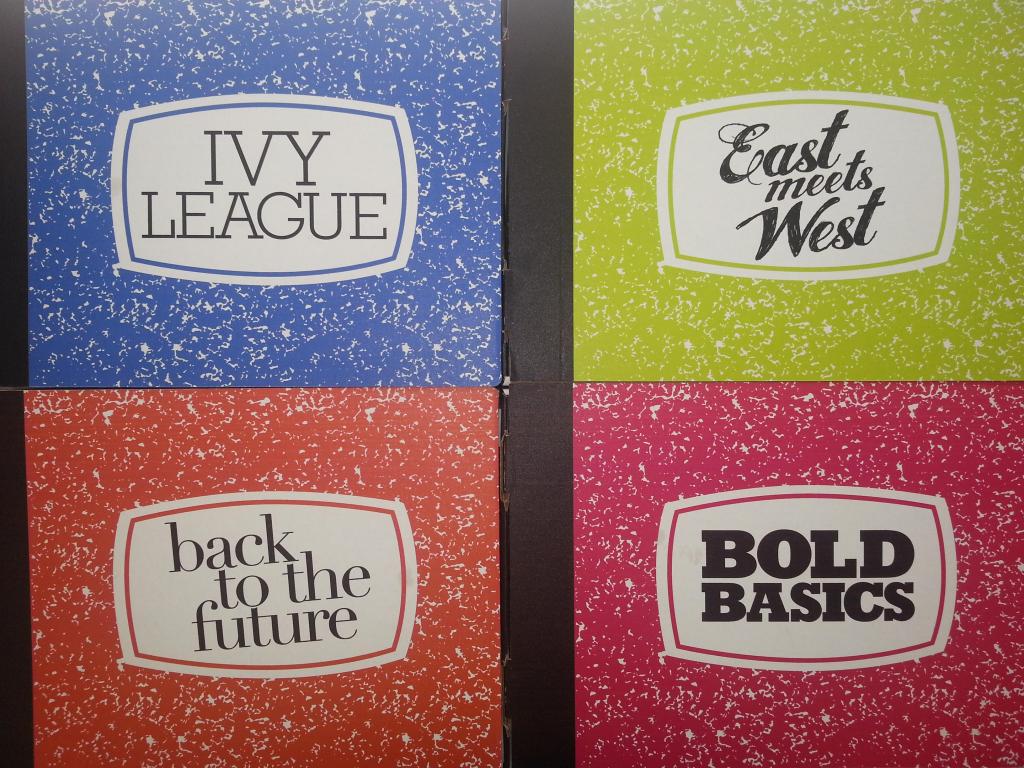 IVY
LEAGUE
East
meets
West
back
to the
future
BOLD
BASICS